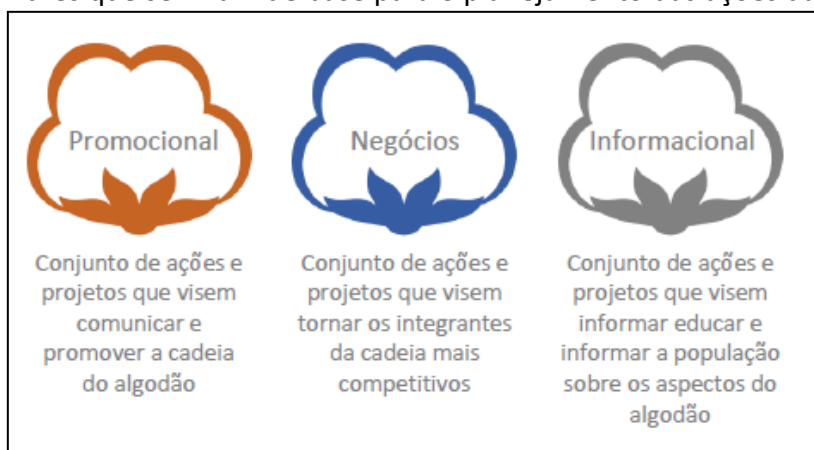 Promocional
Negócios
Informacional
Conjunto de ações e
projetos que visem
comunicar e
promover a cadeia
do algodão
Conjunto de ações e
projetos que visem
tornar os integrantes
da cadeia mais
competitivos
Conjunto de ações e
projetos que visem
informar educar e
informar a população
sobre os aspectos do
algodão